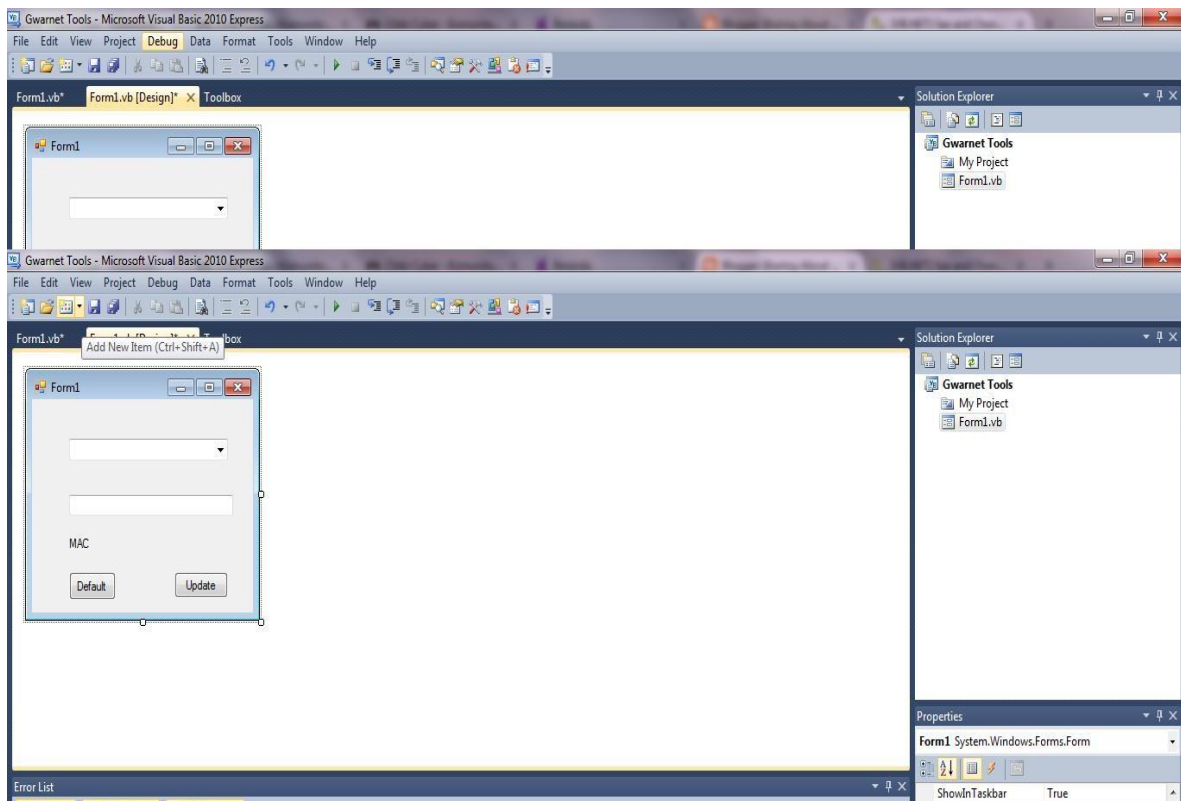 Gwarnet Tools - Microsoft Visual Basic 2010 Express
File Edit View Project Debug Data Format Tools Window Help
Form1.vb* Form1.vb [Design]* Toolbox
Solution Explorer
Form1
Gwarnet Tools
My Project
Form1.vb
Gwarnet Tools - Microsoft Visual Basic 2010 Express
File Edit View Project Debug Data Format Tools Window Help
Form1.vb*
Add New Item (Ctrl+Shift+A)
Solution Explorer
Form1
Gwarnet Tools
My Project
Form1.vb
MAC
Default Update
Properties
Form1 System.Windows.Forms.Form
Error List
ShowInTaskbar True